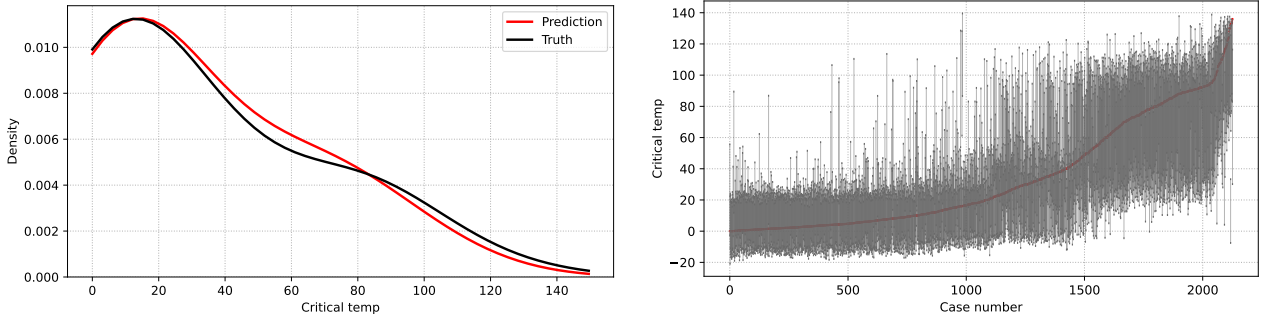 0.010
0.008
0.006
0.004
0.002
0.000
Density
0 20 40 60 80 100 120 140
Critical temp
Prediction
Truth
140
120
100
80
60
40
20
0
−20
Critical temp
0 500 1000 1500 2000
Case number